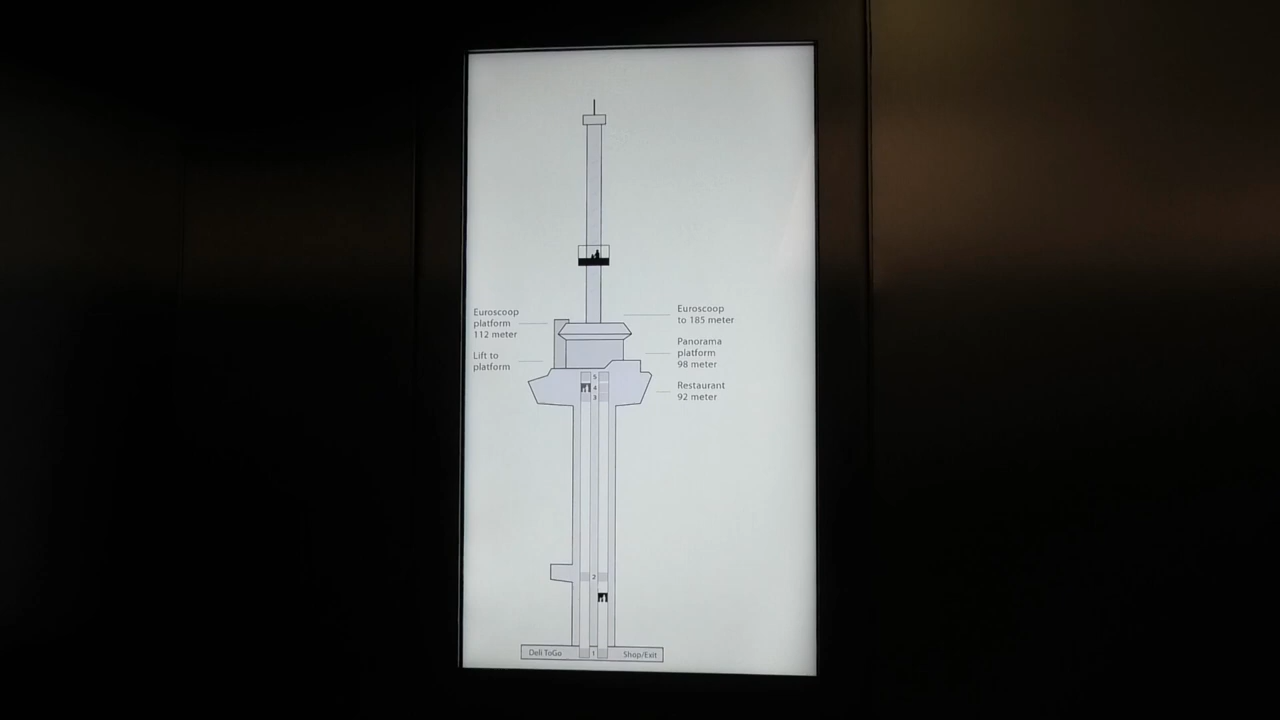 Euroscoop
platform
112 meter
Lift to
platform
Euroscoop
to 185 meter
Panorama
platform
98 meter
Restaurant
92 meter
5
4
3
2
Deli ToGo
1
Shop/Exit